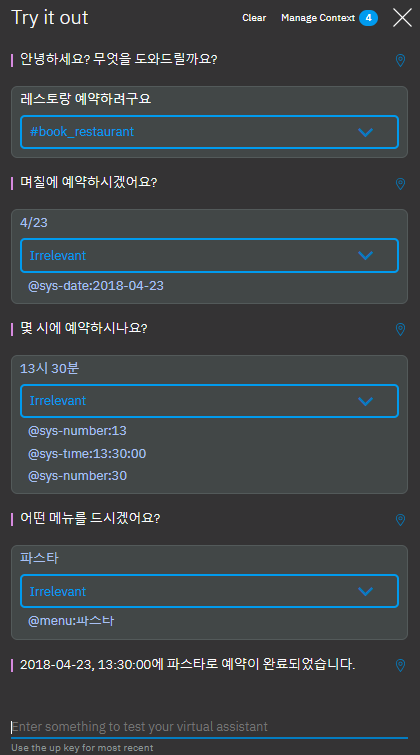 Try it out
Clear Manage Context 4
안녕하세요? 무엇을 도와드릴까요?
레스토랑 예약하려구요
#book_restaurant
며칠에 예약하시겠어요?
4/23
Irrelevant
@sys-date:2018-04-23
몇 시에 예약하시나요?
13시 30분
Irrelevant
@sys-number:13
@sys-time:13:30:00
@sys-number:30
어떤 메뉴를 드시겠어요?
파스타
Irrelevant
@menu:파스타
2018-04-23, 13:30:00에 파스타로 예약이 완료되었습니다.
Enter something to test your virtual assistant
Use the up key for most recent